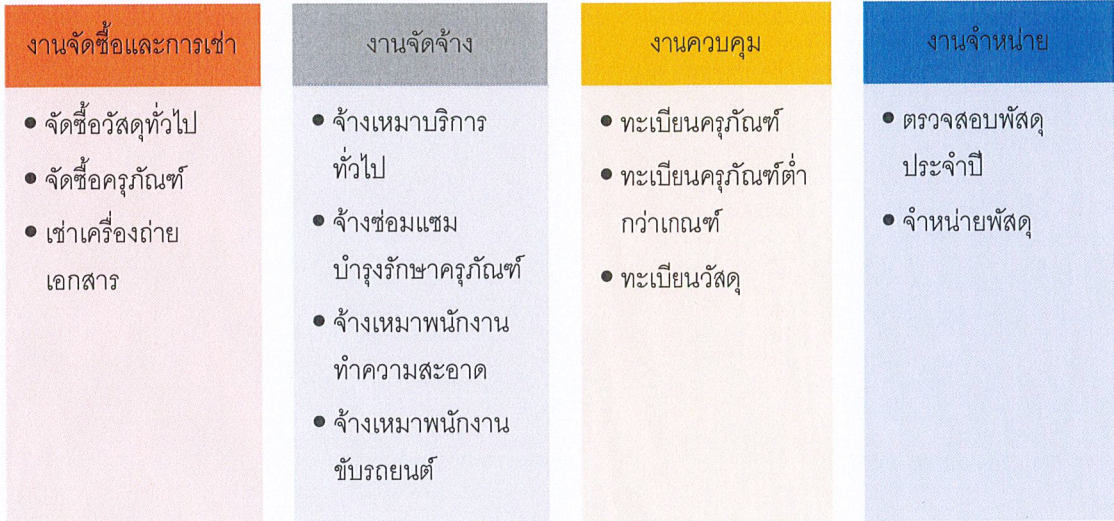 งานจัดซื้อและการเช่า
• จัดซื้อวัสดุทั่วไป
• จัดซื้อครุภัณฑ์
• เช่าเครื่องถ่าย
เอกสาร
งานจัดจ้าง
• จ้างเหมาบริการ
ทั่วไป
• จ้างซ่อมแซม
บำรุงรักษาครุภัณฑ์
• จ้างเหมาพนักงาน
ทำความสะอาด
• จ้างเหมาพนักงาน
ขับรถยนต์
งานควบคุม
• ทะเบียนครุภัณฑ์
• ทะเบียนครุภัณฑ์ต่ำ
กว่าเกณฑ์
• ทะเบียนวัสดุ
งานจำหน่าย
• ตรวจสอบพัสดุ
ประจำปี
• จำหน่ายพัสดุ